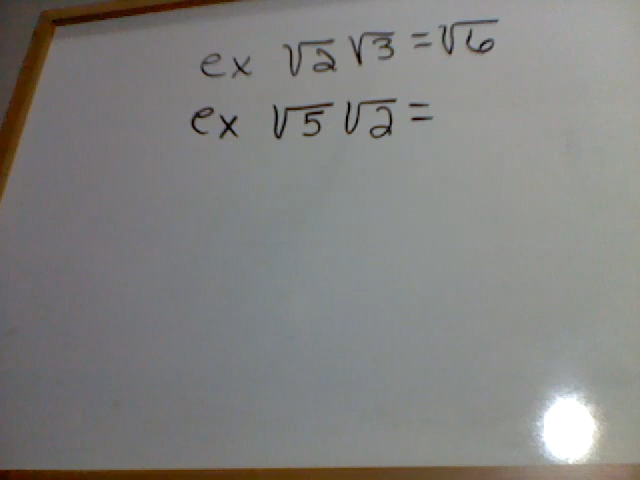 ex √2 √3 = √6
ex √5 √2 =